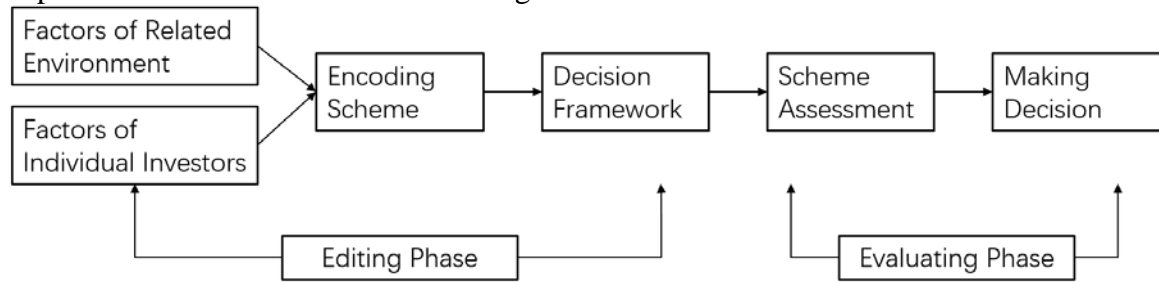 Factors of Related
Environment
Factors of
Individual Investors
Encoding
Scheme
Decision
Framework
Scheme
Assessment
Making
Decision
Editing Phase
Evaluating Phase